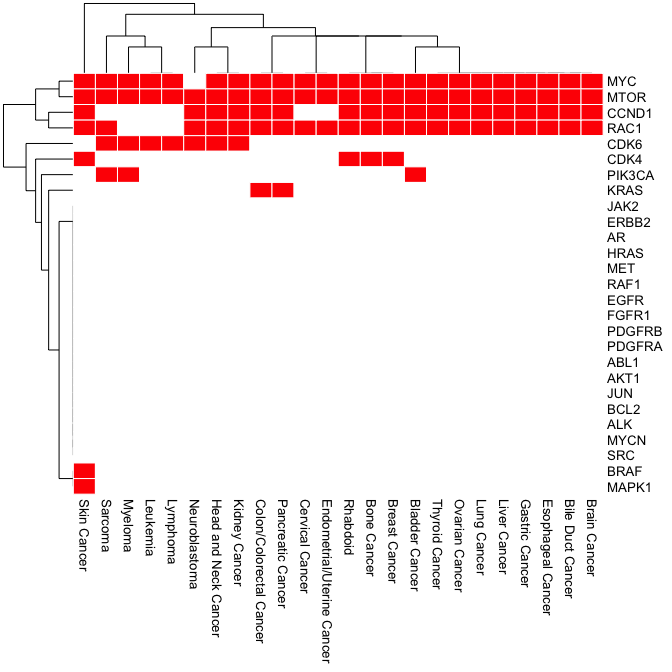 MYC
MTOR
CCND1
RAC1
CDK6
CDK4
PIK3CA
KRAS
JAK2
ERBB2
AR
HRAS
MET
RAF1
EGFR
FGFR1
PDGFRB
PDGFRA
ABL1
AKT1
JUN
BCL2
ALK
MYCN
SRC
BRAF
MAPK1
Skin Cancer
Sarcoma
Myeloma
Leukemia
Lymphoma
Neuroblastoma
Head and Neck Cancer
Kidney Cancer
Colon/Colorectal Cancer
Pancreatic Cancer
Cervical Cancer
Endometrial/Uterine Cancer
Rhabdoid
Bone Cancer
Breast Cancer
Bladder Cancer
Thyroid Cancer
Ovarian Cancer
Lung Cancer
Liver Cancer
Gastric Cancer
Esophageal Cancer
Bile Duct Cancer
Brain Cancer